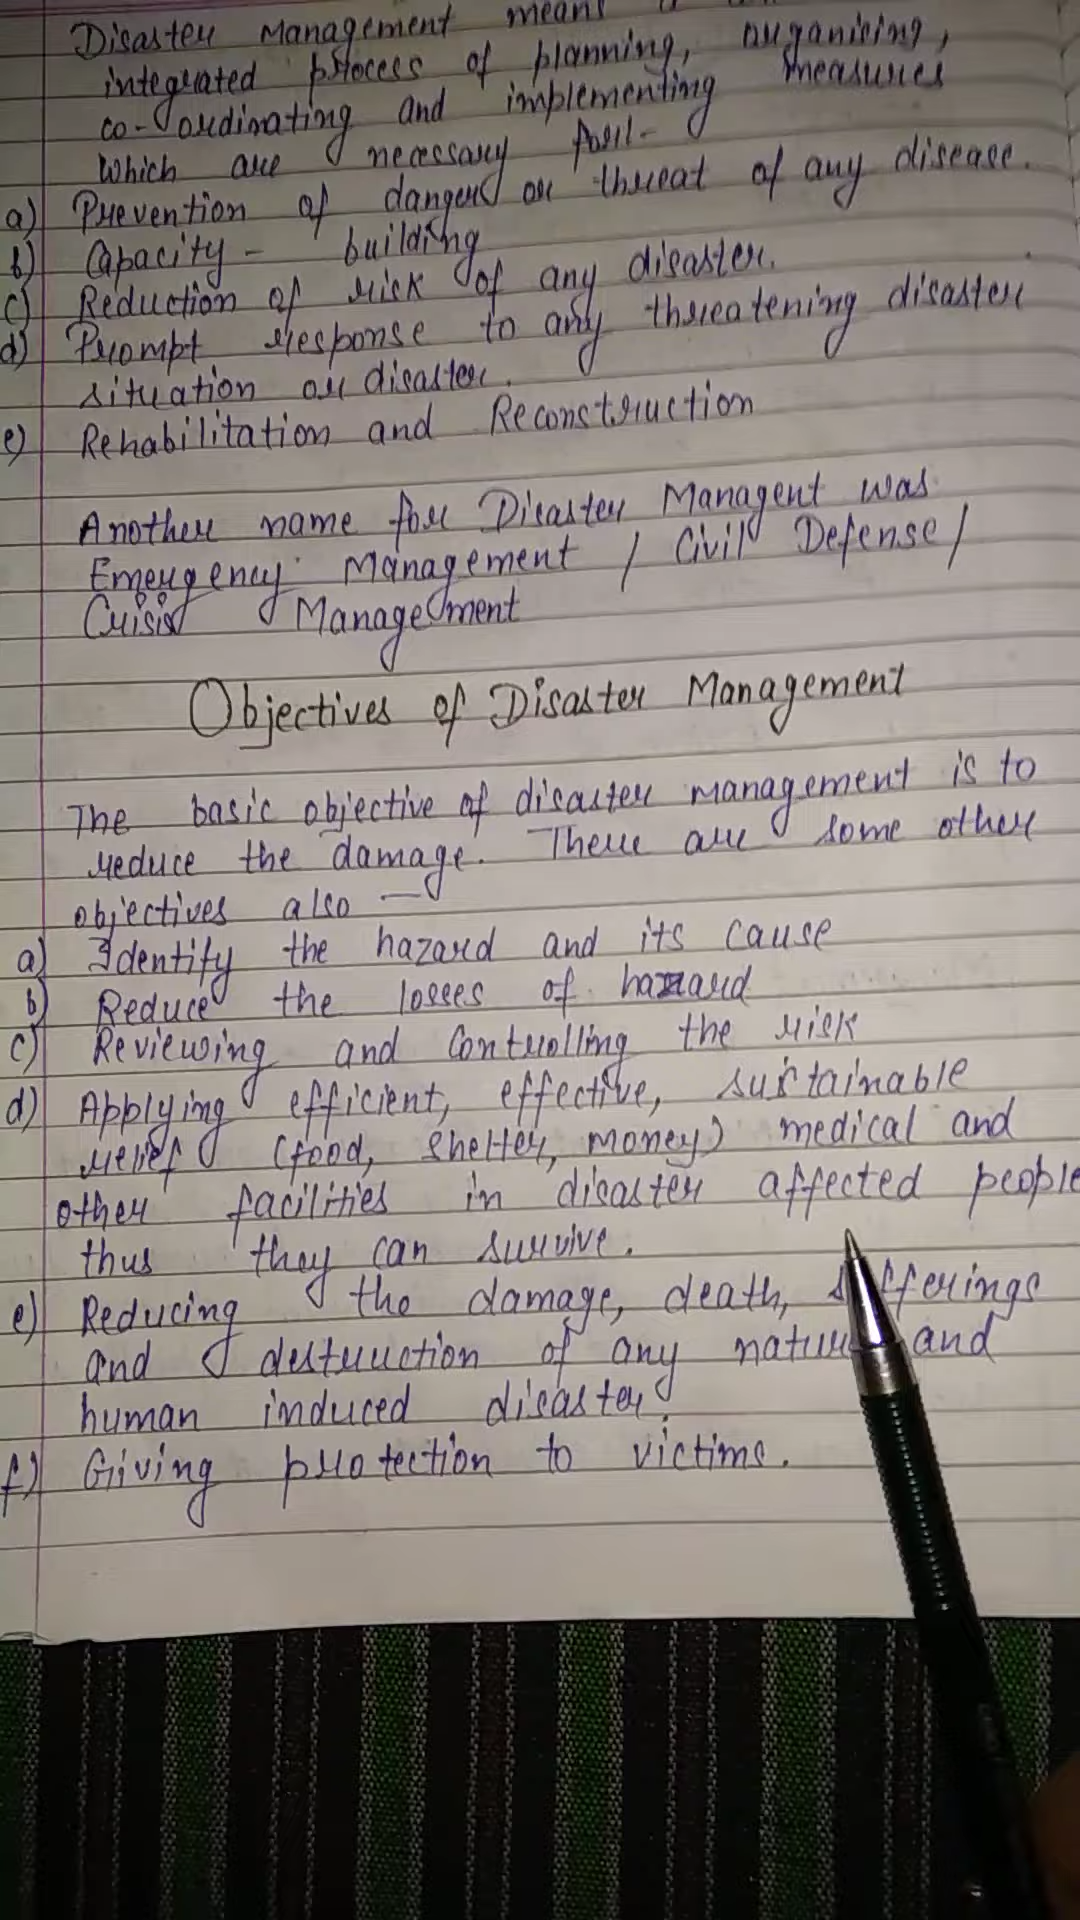 Disaster Management means
integrated process of planning, organising,
co-ordinating and implementing measures
which are necessary for-
a) Prevention of danger or threat of any disease.
b) Capacity - building
c) Reduction of risk of any disaster.
d) Prompt response to any threatening disaster
situation or disaster.
e) Rehabilitation and Reconstruction
Another name for Disaster Managent was
Emergency Management / Civil Defense /
Crisis Management
Objectives of Disaster Management
The basic objective of disaster management is to
reduce the damage. There are some other
objectives also —
a) Identify the hazard and its cause
b) Reduce the losses of hazard
c) Reviewing and Controlling the risk
d) Applying efficient, effective, sustainable
relief (food, shelter, money) medical and
other facilities in disaster affected people
thus they can survive.
e) Reducing the damage, death, sufferings
and destruction of any nature and
human induced disaster.
f) Giving protection to victims.